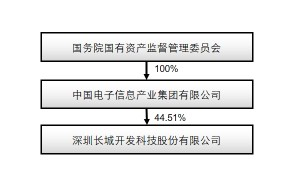 国务院国有资产监督管理委员会
100%
中国电子信息产业集团有限公司
44.51%
深圳长城开发科技股份有限公司